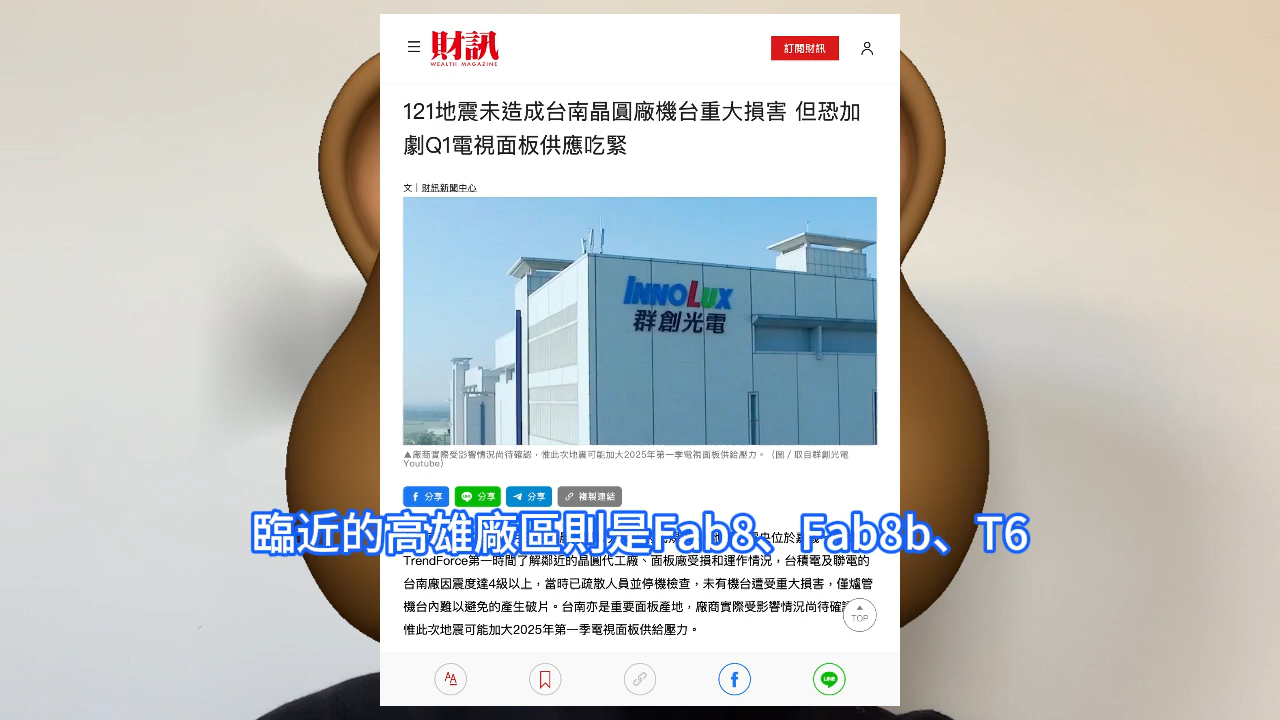 財訊
WEALTH MAGAZINE
訂閱財訊
121地震未造成台南晶圓廠機台重大損害 但恐加
劇Q1電視面板供應吃緊
文｜財訊新聞中心
INNOLUX
群創光電
▲廠商實際受影響情況尚待確認，惟此次地震可能加大2025年第一季電視面板供給壓力。（圖／取自群創光電
Youtube）
分享
分享
分享
複製連結
臨近的高雄廠區則是Fab8、Fab8b、T6
TrendForce第一時間了解鄰近的晶圓代工廠、面板廠受損和運作情況，台積電及聯電的
台南廠因震度達4級以上，當時已疏散人員並停機檢查，未有機台遭受重大損害，僅爐管
機台內難以避免的產生破片。台南亦是重要面板產地，廠商實際受影響情況尚待確
惟此次地震可能加大2025年第一季電視面板供給壓力。
TOP
AA
LINE